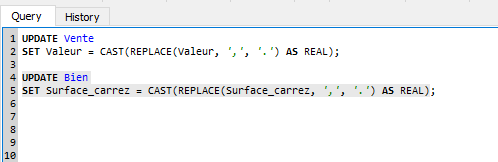 Query History
1 UPDATE Vente
2 SET Valeur = CAST(REPLACE(Valeur, ',', '.') AS REAL);
3
4 UPDATE Bien
5 SET Surface_carrez = CAST(REPLACE(Surface_carrez, ',', '.') AS REAL);
6
7
8
9
10